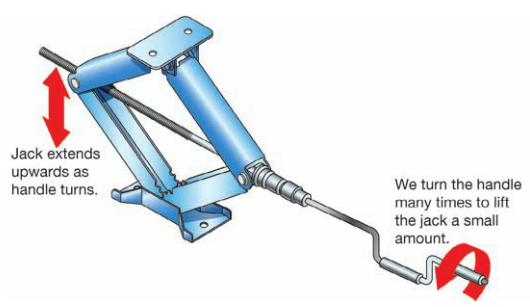 Jack extends
upwards as
handle turns.
We turn the handle
many times to lift
the jack a small
amount.